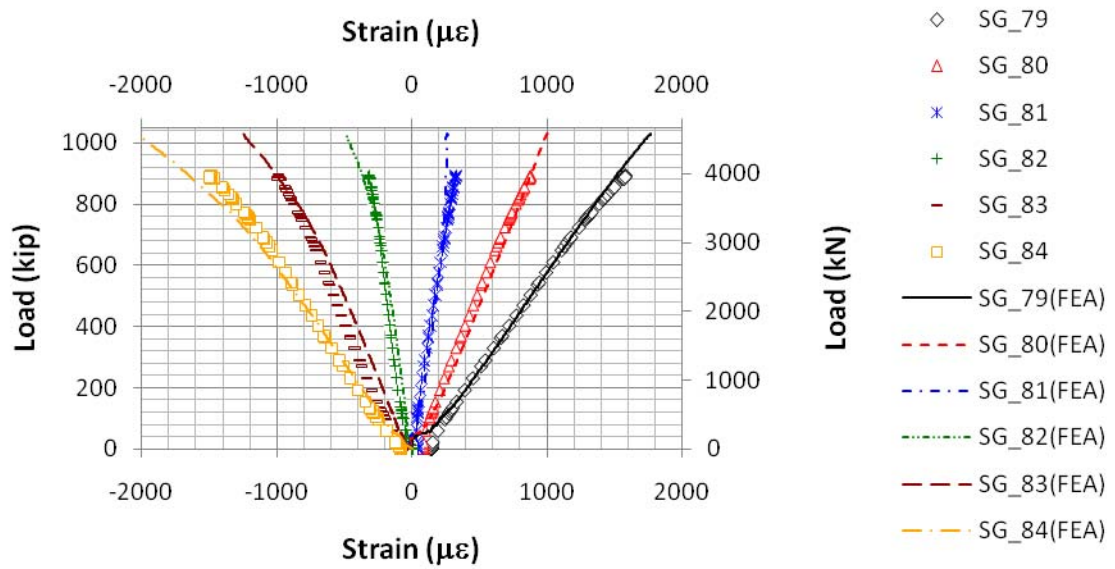 Strain (με)
-2000 -1000 0 1000 2000
1000
800
600
400
200
0
Load (kip)
4000
3000
2000
1000
0
Load (kN)
-2000 -1000 0 1000 2000
Strain (με)
SG_79
SG_80
SG_81
SG_82
SG_83
SG_84
SG_79(FEA)
SG_80(FEA)
SG_81(FEA)
SG_82(FEA)
SG_83(FEA)
SG_84(FEA)